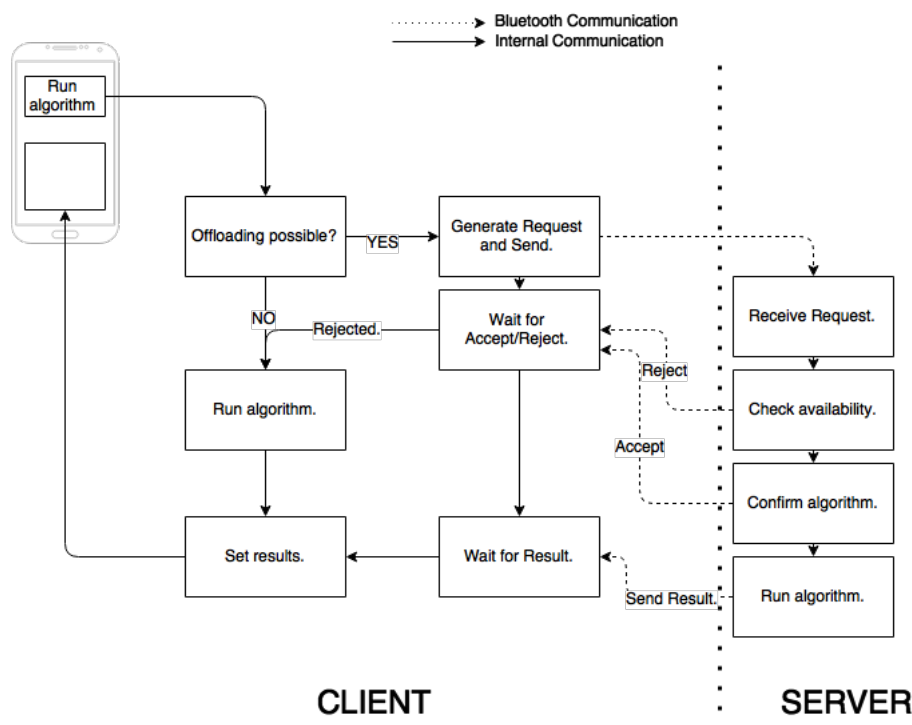 Bluetooth Communication
Internal Communication
Run
algorithm
Offloading possible?
YES
Generate Request
and Send.
NO
Rejected.
Wait for
Accept/Reject.
Receive Request.
Reject
Run algorithm.
Check availability.
Accept
Confirm algorithm.
Set results.
Wait for Result.
Send Result.
Run algorithm.
CLIENT
SERVER